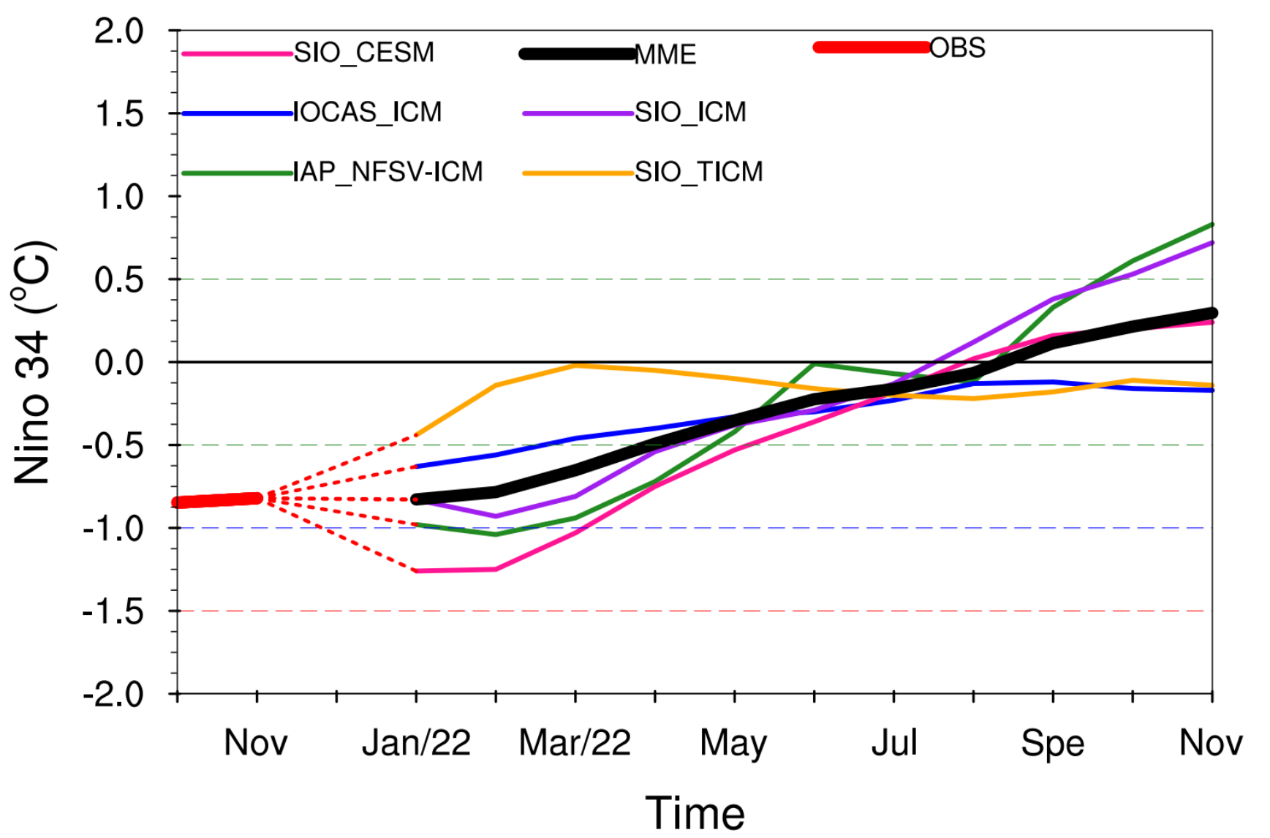 2.0
SIO_CESM
MME
OBS
1.5
IOCAS_ICM
SIO_ICM
IAP_NFSV-ICM
SIO_TICM
1.0
0.5
0.0
-0.5
-1.0
-1.5
-2.0
Nino 34 (°C)
Nov Jan/22 Mar/22 May Jul Spe Nov
Time